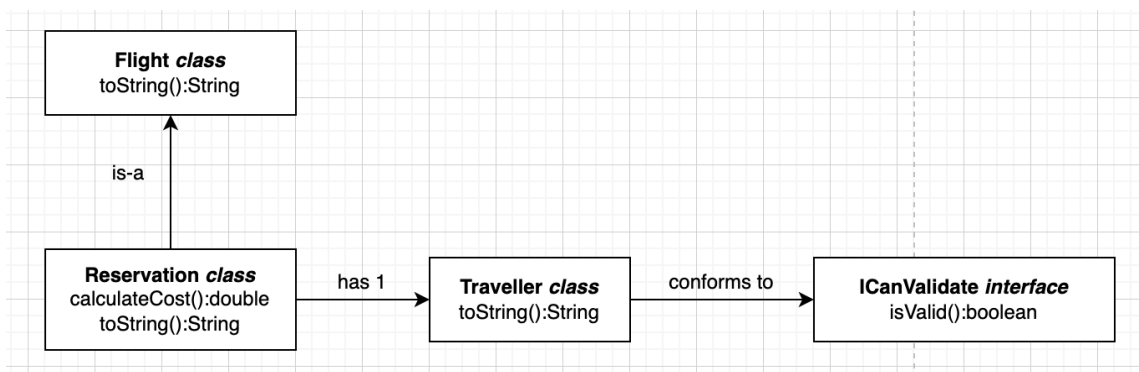 Flight class
toString():String
is-a
Reservation class
calculateCost():double
toString():String
has 1
Traveller class
toString():String
conforms to
ICanValidate interface
isValid():boolean